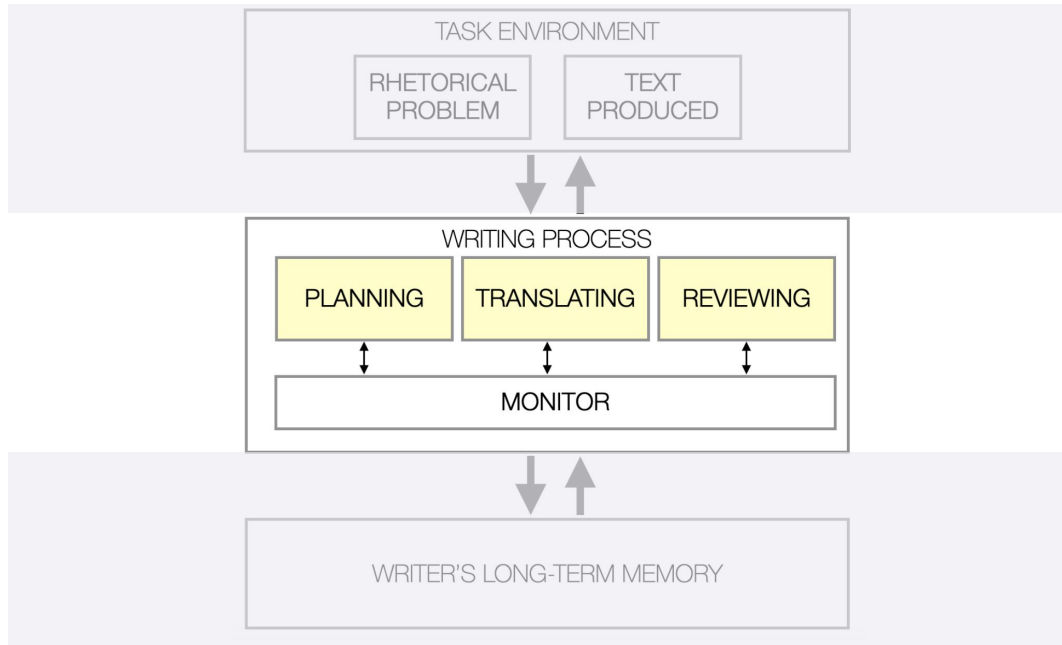 TASK ENVIRONMENT
RHETORICAL
PROBLEM
TEXT
PRODUCED
WRITING PROCESS
PLANNING
TRANSLATING
REVIEWING
MONITOR
WRITER'S LONG-TERM MEMORY